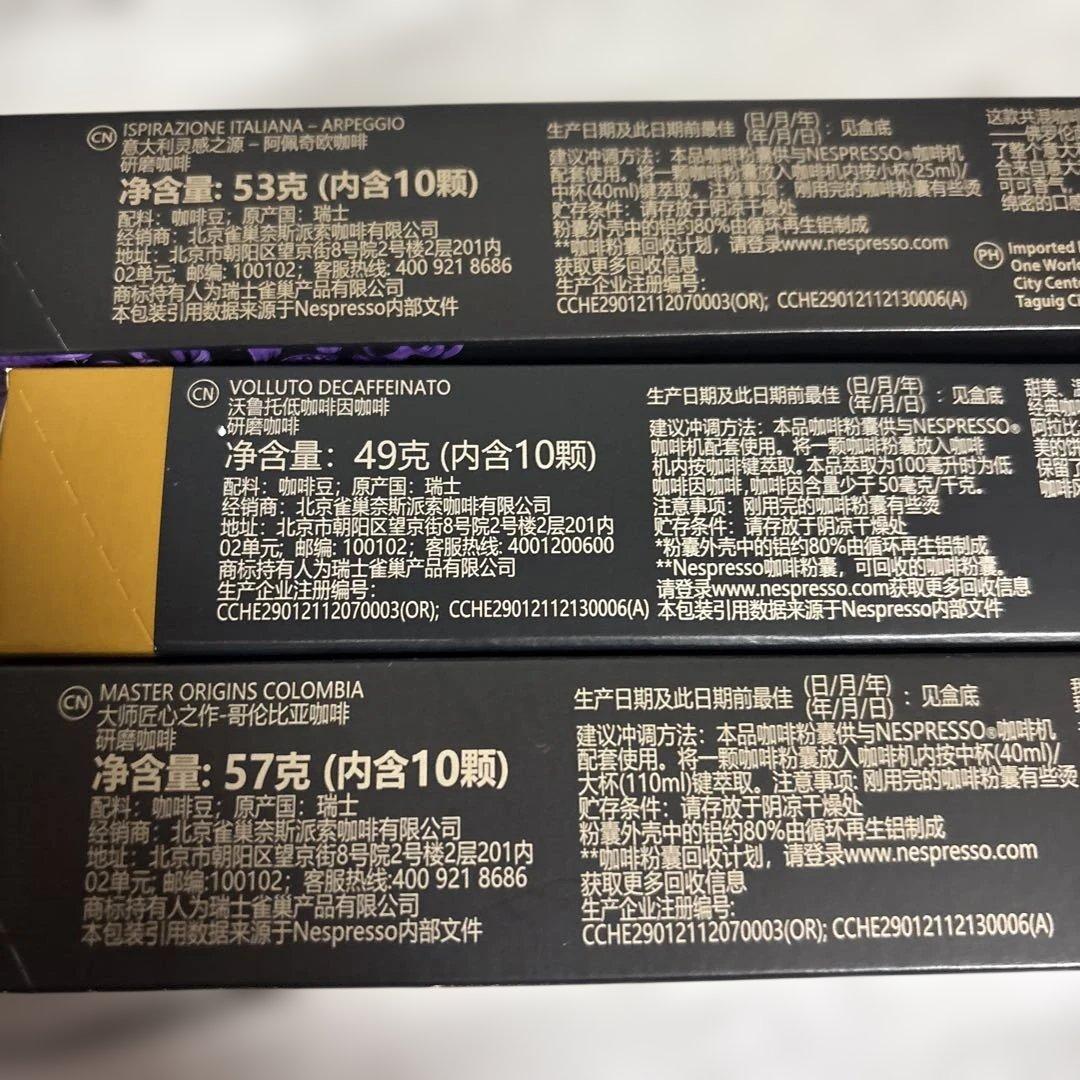 CN
ISPIRAZIONE ITALIANA – ARPEGGIO
意大利灵感之源 – 阿佩奇欧咖啡
研磨咖啡
净含量: 53克 (内含10颗)
配料：咖啡豆；原产国：瑞士
经销商：北京雀巢奈斯派索咖啡有限公司
地址：北京市朝阳区望京街8号院2号楼2层201内
02单元; 邮编: 100102；客服热线: 400 921 8686
商标持有人为瑞士雀巢产品有限公司
本包装引用数据来源于Nespresso内部文件
生产日期及此日期前最佳 (日/月/年) (年/月/日)：见盒底
建议冲调方法：本品咖啡粉囊供与NESPRESSO®咖啡机
配套使用。将一颗咖啡粉囊放入咖啡机内按小杯(25ml)/
中杯(40ml)键萃取。注意事项：刚用完的咖啡粉囊有些烫
贮存条件：请存放于阴凉干燥处
粉囊外壳中的铝约80%由循环再生铝制成
**咖啡粉囊回收计划，请登录www.nespresso.com
获取更多回收信息
生产企业注册编号:
CCHE29012112070003(OR); CCHE29012112130006(A)
这款共混咖
——佛罗伦
了整个意大
合来自原大
可可香气，
绵密的口感
PH
Imported
One World
City Cent
Taguig Ci
CN
VOLLUTO DECAFFEINATO
沃鲁托低咖啡因咖啡
研磨咖啡
净含量：49克 (内含10颗)
配料：咖啡豆；原产国：瑞士
经销商：北京雀巢奈斯派索咖啡有限公司
地址：北京市朝阳区望京街8号院2号楼2层201内
02单元; 邮编: 100102；客服热线: 4001200600
商标持有人为瑞士雀巢产品有限公司
生产企业注册编号:
CCHE29012112070003(OR); CCHE29012112130006(A)
生产日期及此日期前最佳 (日/月/年) (年/月/日)：见盒底
建议冲调方法：本品咖啡粉囊供与NESPRESSO®
咖啡机配套使用。将一颗咖啡粉囊放入咖啡
机内按咖啡键萃取。本品萃取为100毫升时为低
咖啡因咖啡,咖啡因含量少于50毫克/千克。
注意事项：刚用完的咖啡粉囊有些烫
贮存条件：请存放于阴凉干燥处
*粉囊外壳中的铝约80%由循环再生铝制成
**Nespresso咖啡粉囊，可回收的咖啡粉囊。
请登录www.nespresso.com获取更多回收信息
本包装引用数据来源于Nespresso内部文件
甜美、
经典咖
阿拉比
美的饼
保留了
咖啡
CN
MASTER ORIGINS COLOMBIA
大师匠心之作-哥伦比亚咖啡
研磨咖啡
净含量: 57克 (内含10颗)
配料：咖啡豆；原产国：瑞士
经销商：北京雀巢奈斯派索咖啡有限公司
地址：北京市朝阳区望京街8号院2号楼2层201内
02单元; 邮编:100102；客服热线:400 921 8686
商标持有人为瑞士雀巢产品有限公司
本包装引用数据来源于Nespresso内部文件
生产日期及此日期前最佳 (日/月/年) (年/月/日)：见盒底
建议冲调方法：本品咖啡粉囊供与NESPRESSO®咖啡机
配套使用。将一颗咖啡粉囊放入咖啡机内按中杯(40ml)/
大杯(110ml)键萃取。注意事项: 刚用完的咖啡粉囊有些烫
贮存条件：请存放于阴凉干燥处
粉囊外壳中的铝约80%由循环再生铝制成
**咖啡粉囊回收计划，请登录www.nespresso.com
获取更多回收信息
生产企业注册编号:
CCHE29012112070003(OR); CCHE29012112130006(A)